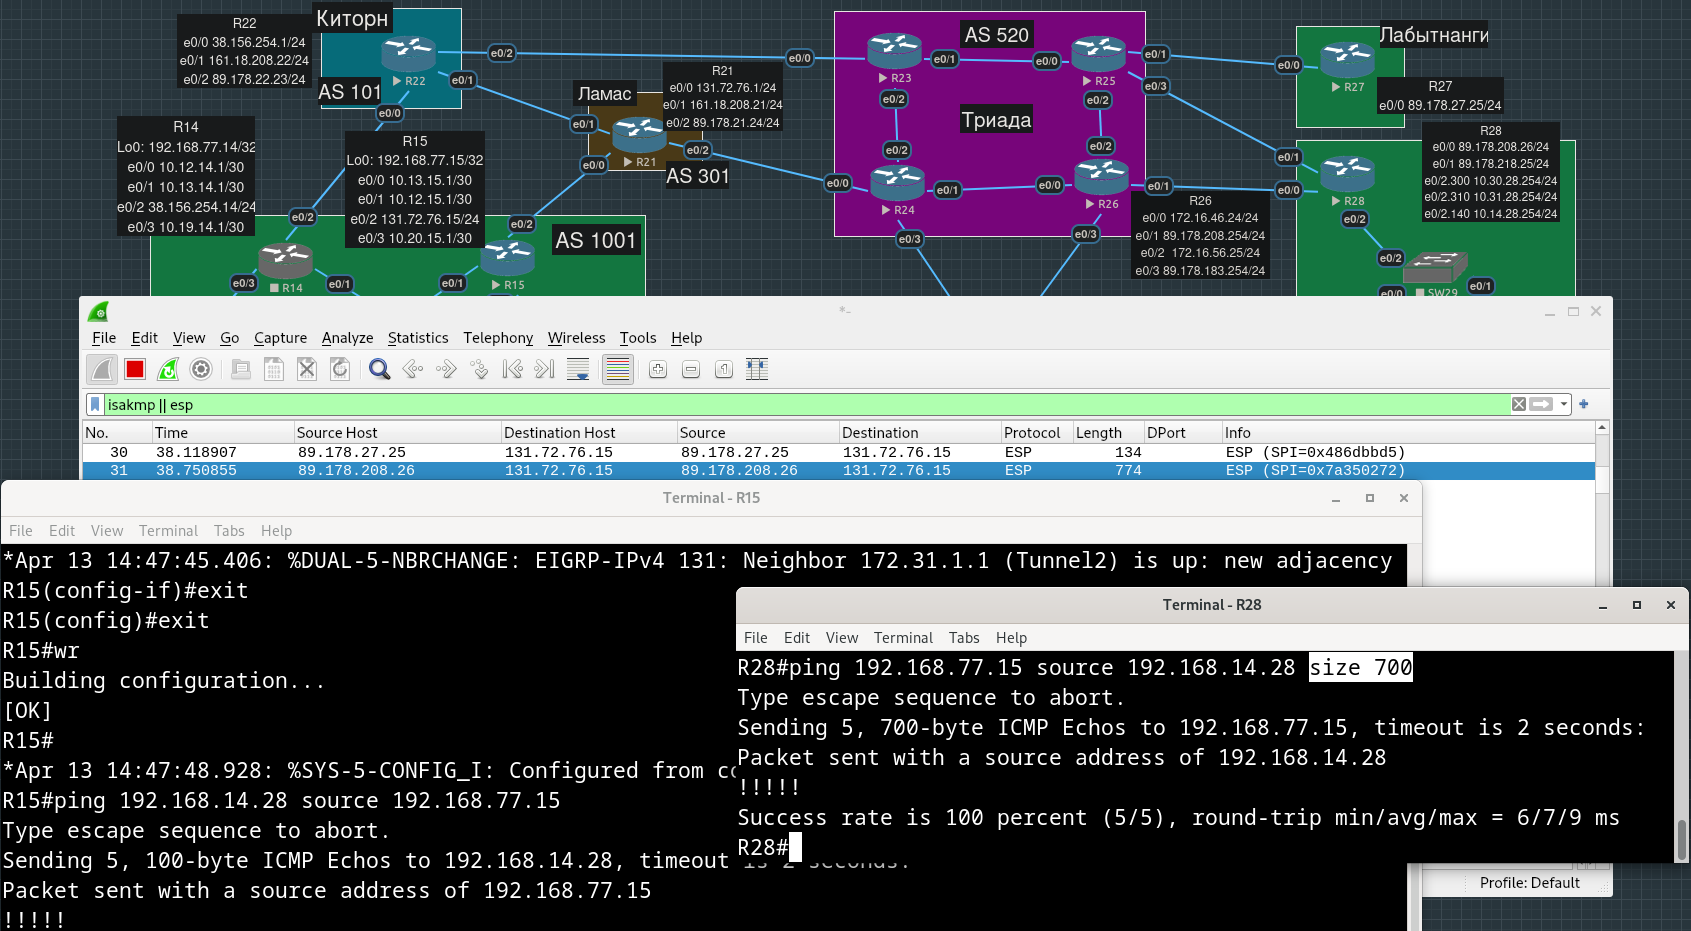 R22
e0/0 38.156.254.1/24
e0/1 161.18.208.22/24
e0/2 89.178.22.23/24
Киторн
R22
AS 101
e0/2
e0/1
e0/0
Ламас
R21
e0/0 131.72.76.1/24
e0/1 161.18.208.21/24
e0/2 89.178.21.24/24
e0/1
R21
e0/2
e0/0
AS 301
e0/0
AS 520
R23
e0/1
e0/0
R25
e0/1
e0/3
e0/2
e0/2
Триада
e0/2
e0/2
e0/0
R24
e0/1
e0/0
R26
e0/1
e0/3
e0/3
Лабытнанги
e0/0
R27
R27
e0/0 89.178.27.25/24
R28
e0/0 89.178.208.26/24
e0/1 89.178.218.25/24
e0/2.300 10.30.28.254/24
e0/2.310 10.31.28.254/24
e0/2.140 10.14.28.254/24
e0/1
e0/0
R28
e0/2
e0/2
SW29
e0/0
e0/1
R26
e0/0 172.16.46.24/24
e0/1 89.178.208.254/24
e0/2 172.16.56.25/24
e0/3 89.178.183.254/24
R14
Lo0: 192.168.77.14/32
e0/0 10.12.14.1/30
e0/1 10.13.14.1/30
e0/2 38.156.254.14/24
e0/3 10.19.14.1/30
R15
Lo0: 192.168.77.15/32
e0/0 10.13.15.1/30
e0/1 10.12.15.1/30
e0/2 131.72.76.15/24
e0/3 10.20.15.1/30
e0/2
e0/2
AS 1001
e0/3
R14
e0/1
e0/1
R15
*-
File Edit View Go Capture Analyze Statistics Telephony Wireless Tools Help
isakmp || esp
No. Time Source Host Destination Host Source Destination Protocol Length DPort Info
30 38.118907 89.178.27.25 131.72.76.15 89.178.27.25 131.72.76.15 ESP 134 ESP (SPI=0x486dbbd5)
31 38.750855 89.178.208.26 131.72.76.15 89.178.208.26 131.72.76.15 ESP 774 ESP (SPI=0x7a350272)
Terminal - R15
File Edit View Terminal Tabs Help
*Apr 13 14:47:45.406: %DUAL-5-NBRCHANGE: EIGRP-IPv4 131: Neighbor 172.31.1.1 (Tunnel2) is up: new adjacency
R15(config-if)#exit
R15(config)#exit
R15#wr
Building configuration...
[OK]
R15#
*Apr 13 14:47:48.928: %SYS-5-CONFIG_I: Configured from
R15#ping 192.168.14.28 source 192.168.77.15
Type escape sequence to abort.
Sending 5, 100-byte ICMP Echos to 192.168.14.28, timeout is 2 seconds:
Packet sent with a source address of 192.168.77.15
!!!!!
Terminal - R28
File Edit View Terminal Tabs Help
R28#ping 192.168.77.15 source 192.168.14.28 size 700
Type escape sequence to abort.
Sending 5, 700-byte ICMP Echos to 192.168.77.15, timeout is 2 seconds:
Packet sent with a source address of 192.168.14.28
!!!!!
Success rate is 100 percent (5/5), round-trip min/avg/max = 6/7/9 ms
R28#
Profile: Default